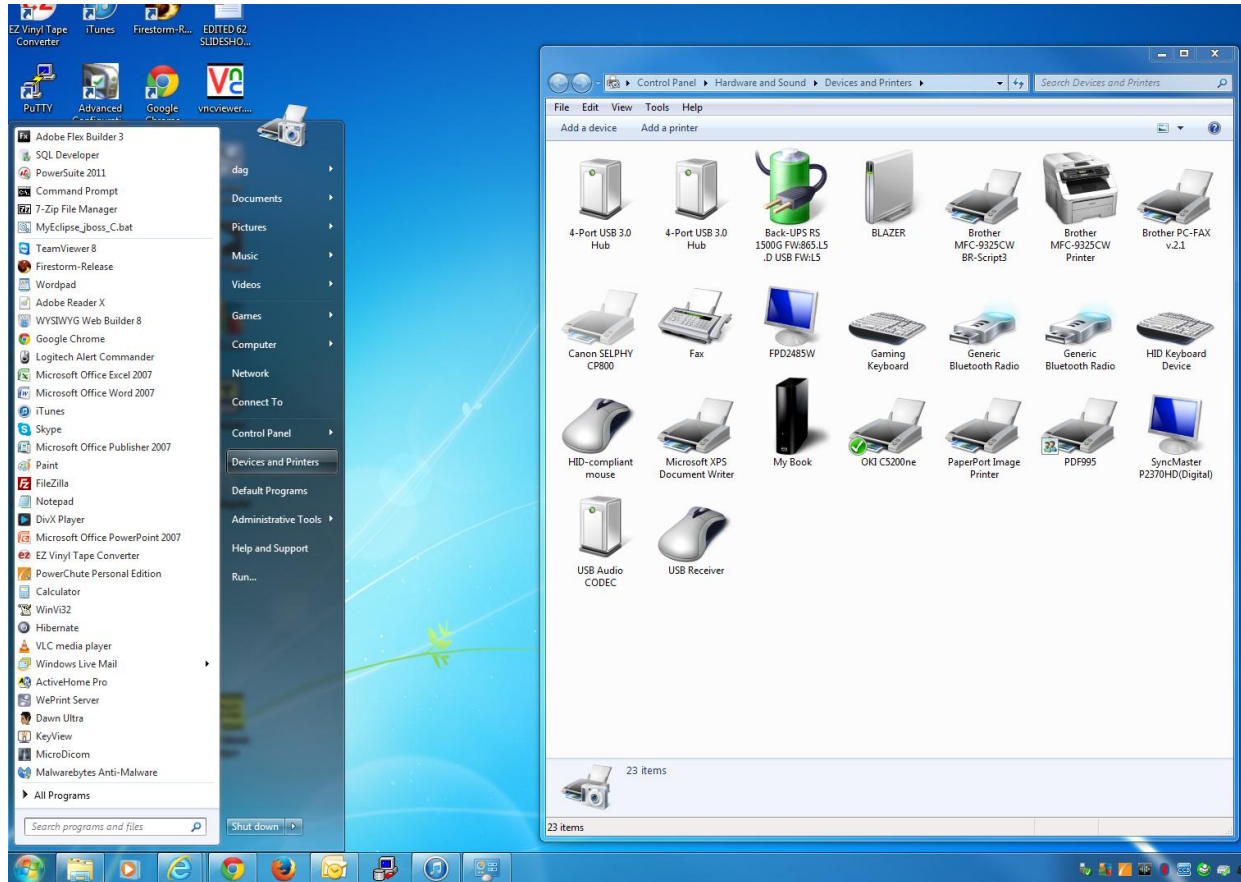 EZ Vinyl Tape
Converter
iTunes
Firestorm-R...
EDITED 62
SLIDESHO...
PuTTY
Advanced
Configurati...
Google
Chrome
vncviewer....
Adobe Flex Builder 3
SQL Developer
PowerSuite 2011
Command Prompt
7-Zip File Manager
MyEclipse_jboss_C.bat
TeamViewer 8
Firestorm-Release
Wordpad
Adobe Reader X
WYSIWYG Web Builder 8
Google Chrome
Logitech Alert Commander
Microsoft Office Excel 2007
Microsoft Office Word 2007
iTunes
Skype
Microsoft Office Publisher 2007
Paint
FileZilla
Notepad
DivX Player
Microsoft Office PowerPoint 2007
EZ Vinyl Tape Converter
PowerChute Personal Edition
Calculator
WinVi32
Hibernate
VLC media player
Windows Live Mail
ActiveHome Pro
WePrint Server
Dawn Ultra
KeyView
MicroDicom
Malwarebytes Anti-Malware
All Programs
Search programs and files
dag
Documents
Pictures
Music
Videos
Games
Computer
Network
Connect To
Control Panel
Devices and Printers
Default Programs
Administrative Tools
Help and Support
Run...
Shut down
Control Panel Hardware and Sound Devices and Printers
Search Devices and Printers
File Edit View Tools Help
Add a device Add a printer
4-Port USB 3.0
Hub
4-Port USB 3.0
Hub
Back-UPS RS
1500G FW:865.L5
.D USB FW:L5
BLAZER
Brother
MFC-9325CW
BR-Script3
Brother
MFC-9325CW
Printer
Brother PC-FAX
v.2.1
Canon SELPHY
CP800
Fax
FPD2485W
Gaming
Keyboard
Generic
Bluetooth Radio
Generic
Bluetooth Radio
HID Keyboard
Device
HID-compliant
mouse
Microsoft XPS
Document Writer
My Book
OKI C5200ne
PaperPort Image
Printer
PDF995
SyncMaster
P2370HD(Digital)
USB Audio
CODEC
USB Receiver
23 items
23 items